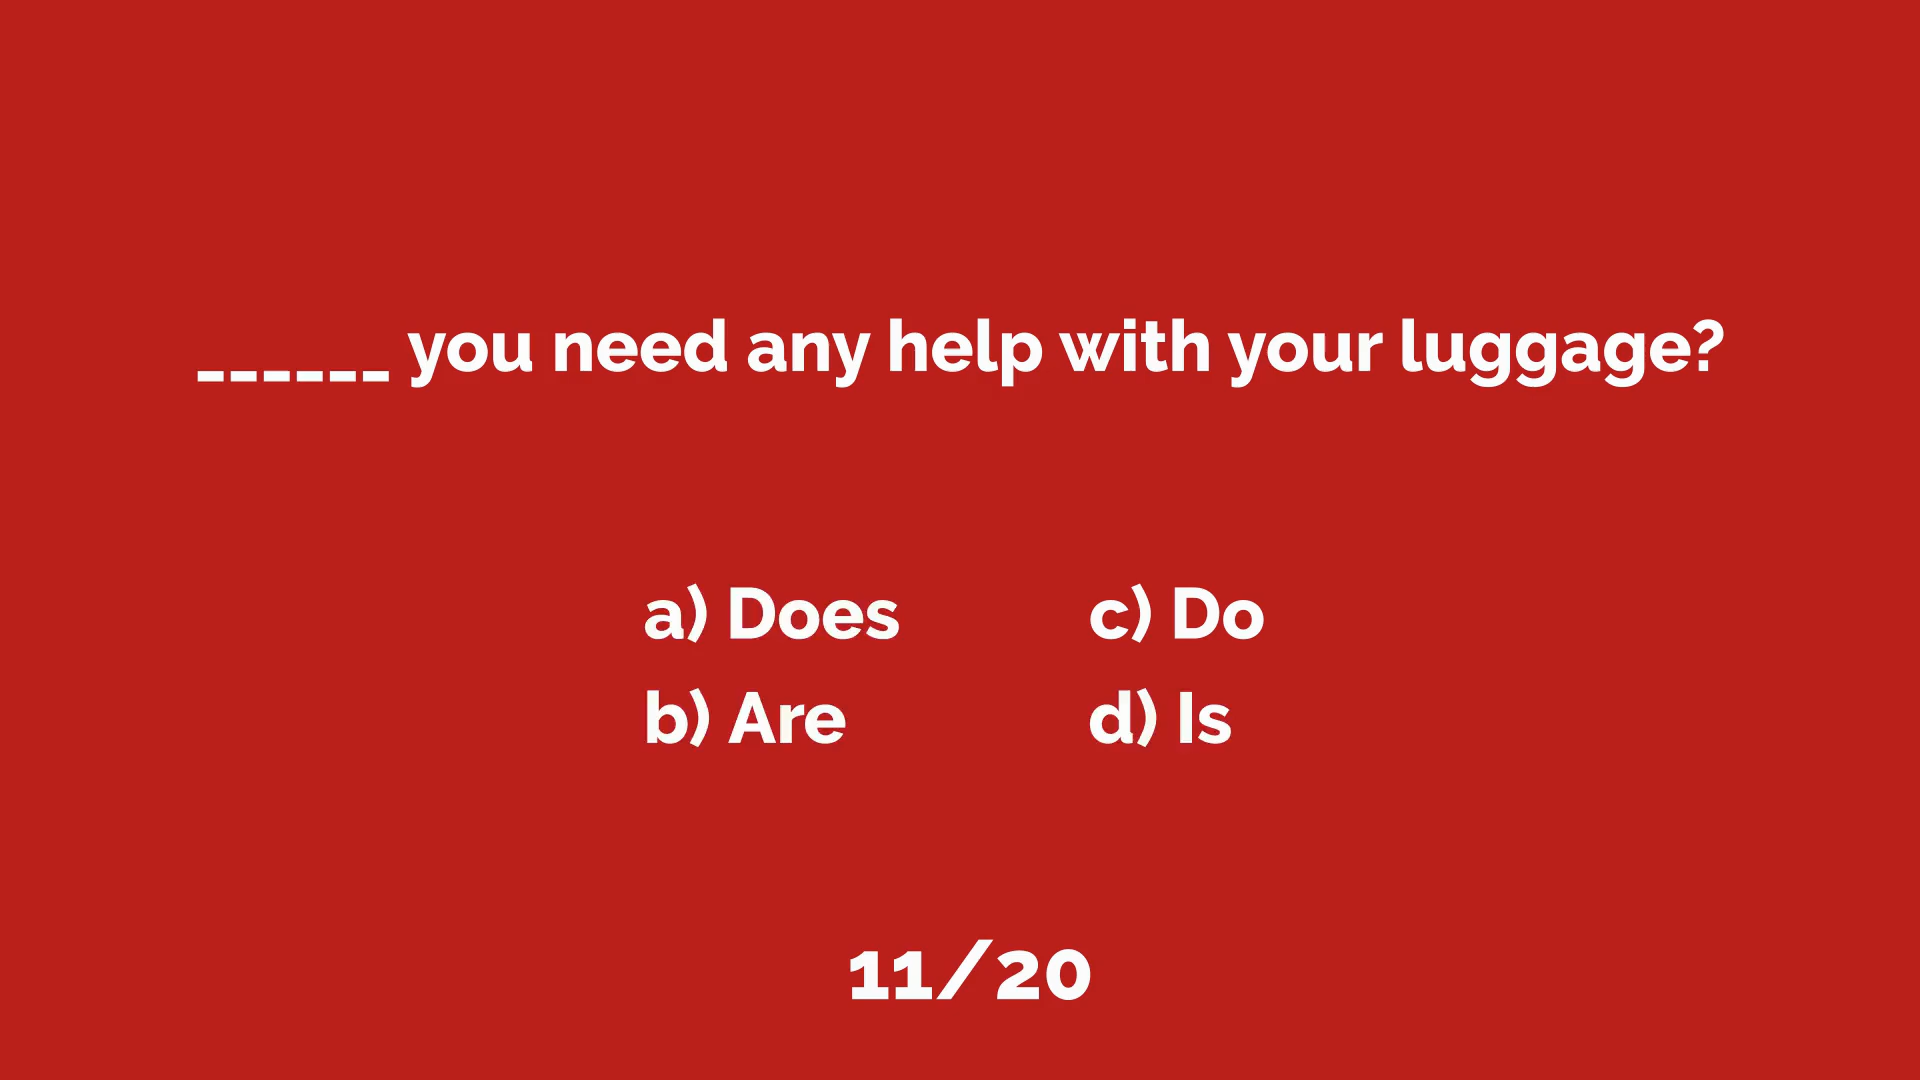 ______ you need any help with your luggage?
a) Does
c) Do
b) Are
d) Is
11/20